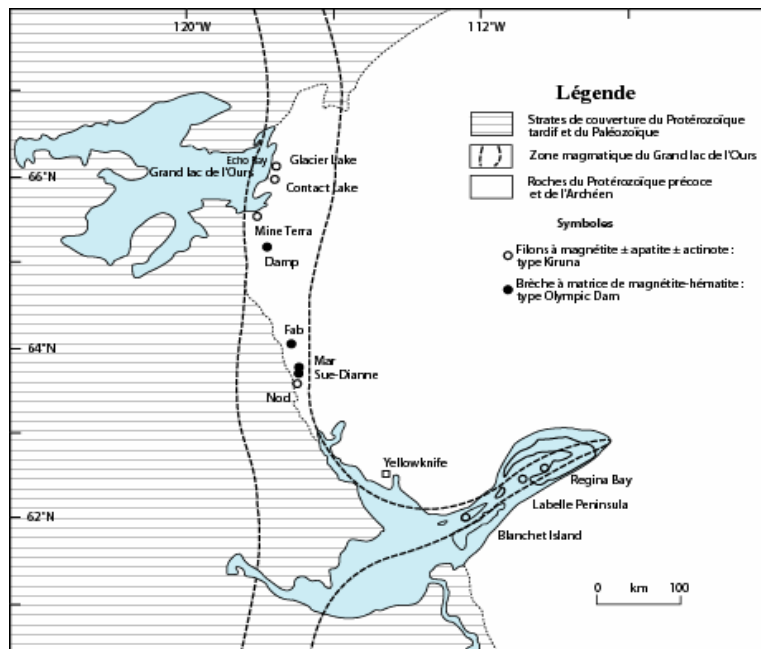 120°W
112°W
Légende
Strates de couverture du Protérozoïque
tardif et du Paléozoïque
Zone magmatique du Grand lac de l'Ours
Roches du Protérozoïque précoce
et de l'Archéen
Symboles
Filons à magnétite ± apatite ± actinote :
type Kiruna
Brèche à matrice de magnétite-hématite :
type Olympic Dam
Echo Bay
Glacier Lake
Grand lac de l'Ours
66°N
Contact Lake
Mine Terra
Damp
Fab
64°N
Mar
Sue-Dianne
Nod
Yellowknife
Regina Bay
Labelle Peninsula
62°N
Blanchet Island
0 km 100